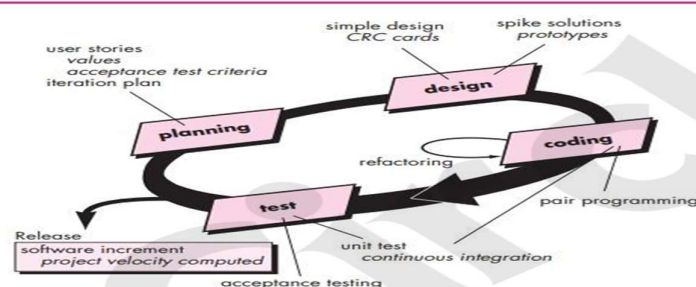 simple design
CRC cards
spike solutions
prototypes
user stories
values
acceptance test criteria
iteration plan
design
planning
coding
refactoring
pair programming
test
unit test
continuous integration
acceptance testing
Release
software increment
project velocity computed